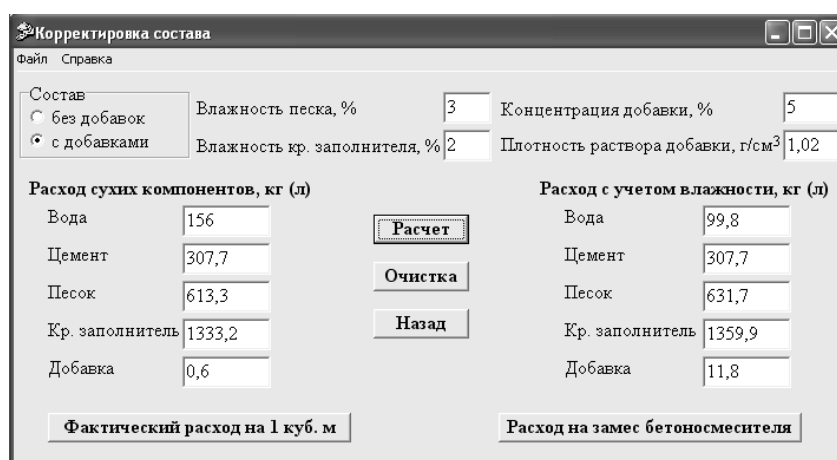 Корректировка состава
Файл Справка
Состав
без добавок
с добавками
Влажность песка, % 3
Влажность кр. заполнителя, % 2
Концентрация добавки, % 5
Плотность раствора добавки, г/см³ 1,02
Расход сухих компонентов, кг (л)
Вода 156
Цемент 307,7
Песок 613,3
Кр. заполнитель 1333,2
Добавка 0,6
Расчет
Очистка
Назад
Расход с учетом влажности, кг (л)
Вода 99,8
Цемент 307,7
Песок 631,7
Кр. заполнитель 1359,9
Добавка 11,8
Фактический расход на 1 куб. м
Расход на замес бетоносмесителя